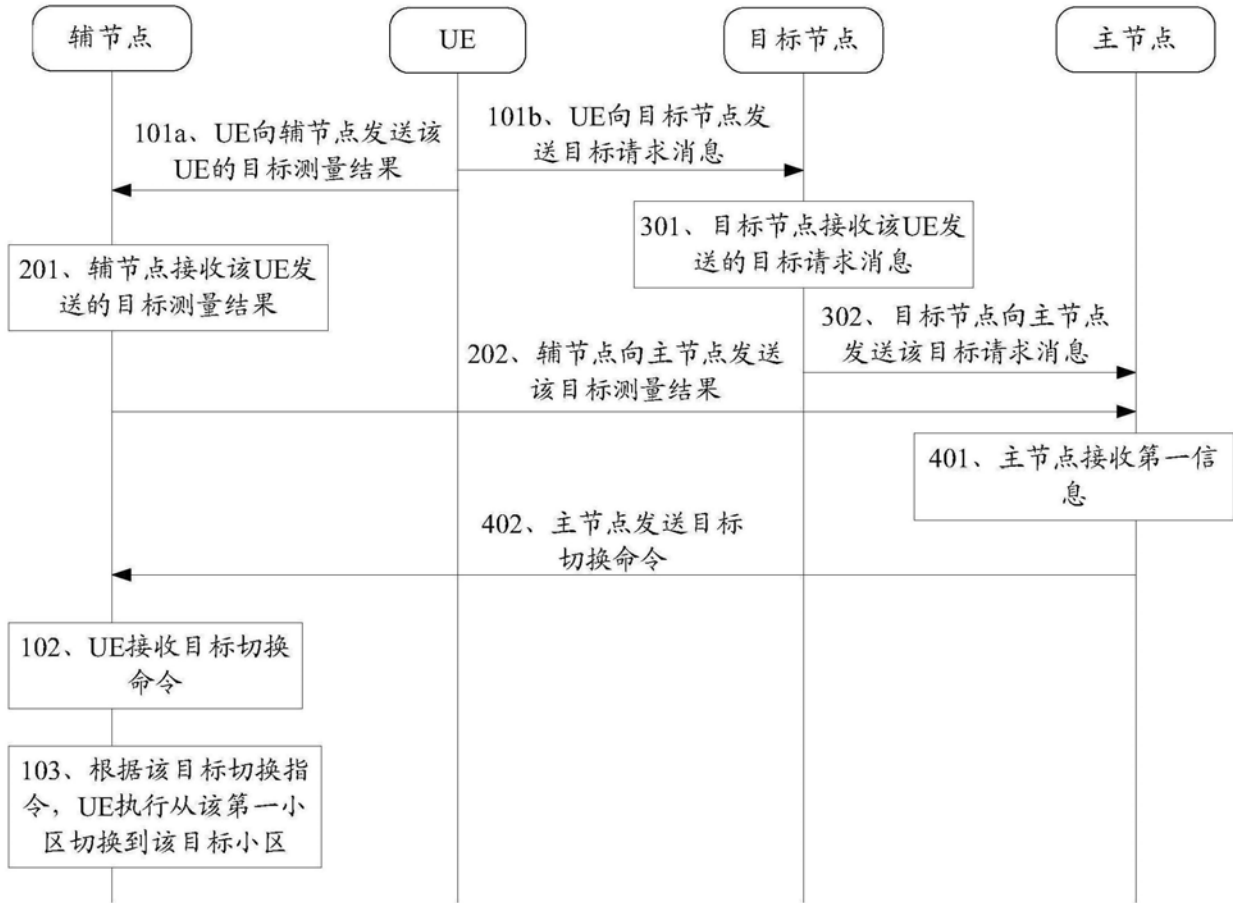 辅节点
UE
目标节点
主节点
101a、UE向辅节点发送该
UE的目标测量结果
101b、UE向目标节点发
送目标请求消息
301、目标节点接收该UE发
送的目标请求消息
201、辅节点接收该UE发
送的目标测量结果
302、目标节点向主节点
发送该目标请求消息
202、辅节点向主节点发送
该目标测量结果
401、主节点接收第一信
息
402、主节点发送目标
切换命令
102、UE接收目标切换
命令
103、根据该目标切换指
令，UE执行从该第一小
区切换到该目标小区